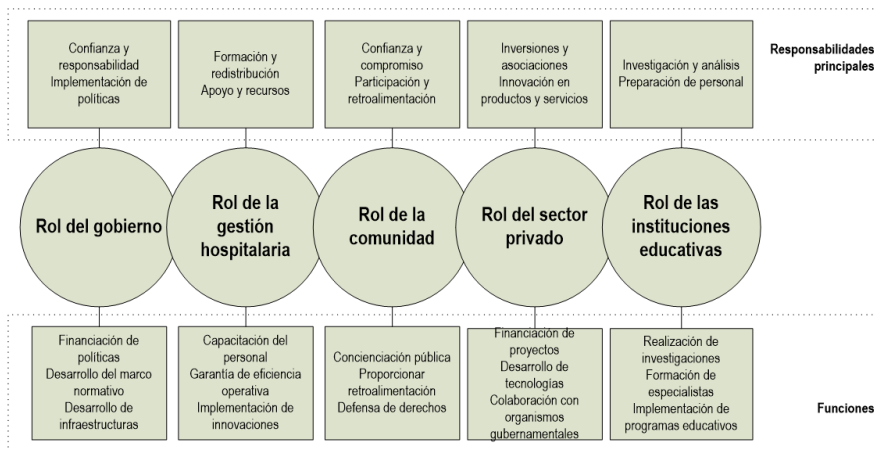 Confianza y
responsabilidad
Implementación de
políticas
Formación y
redistribución
Apoyo y recursos
Confianza y
compromiso
Participación y
retroalimentación
Inversiones y
asociaciones
Innovación en
productos y servicios
Investigación y análisis
Preparación de personal
Responsabilidades
principales
Rol del gobierno
Rol de la
gestión
hospitalaria
Rol de la
comunidad
Rol del sector
privado
Rol de las
instituciones
educativas
Financiación de
políticas
Desarrollo del marco
normativo
Desarrollo de
infraestructuras
Capacitación del
personal
Garantía de eficiencia
operativa
Implementación de
innovaciones
Concienciación pública
Proporcionar
retroalimentación
Defensa de derechos
Financiación de
proyectos
Desarrollo de
tecnologías
Colaboración con
organismos
gubernamentales
Realización de
investigaciones
Formación de
especialistas
Implementación de
programas educativos
Funciones